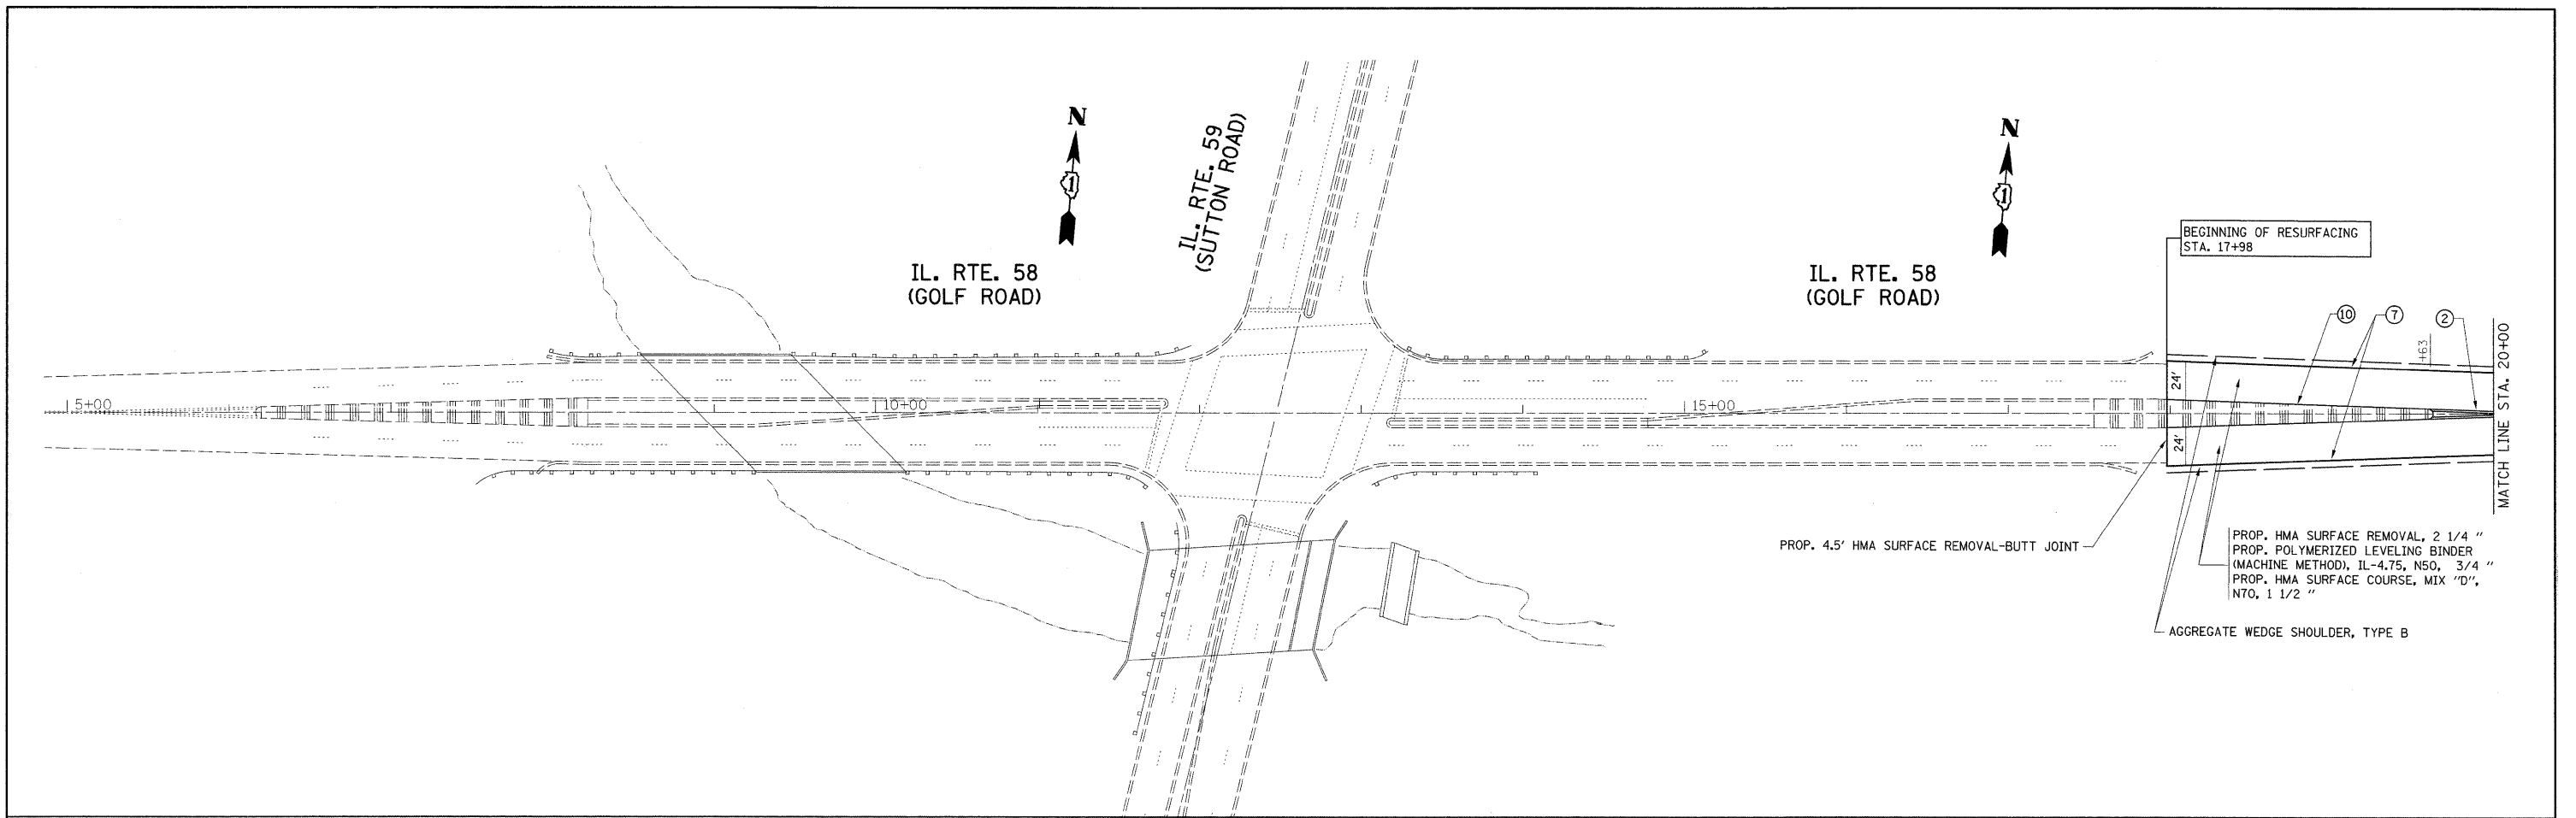 N
1
IL. RTE. 59
(SUTTON ROAD)
N
1
IL. RTE. 58
(GOLF ROAD)
IL. RTE. 58
(GOLF ROAD)
BEGINNING OF RESURFACING
STA. 17+98
10
7
2
+63
MATCH LINE STA. 20+00
24'
24'
5+00
10+00
15+00
PROP. 4.5' HMA SURFACE REMOVAL-BUTT JOINT
PROP. HMA SURFACE REMOVAL, 2 1/4 "
PROP. POLYMERIZED LEVELING BINDER
(MACHINE METHOD), IL-4.75, N50, 3/4 "
PROP. HMA SURFACE COURSE, MIX "D",
N70, 1 1/2 "
AGGREGATE WEDGE SHOULDER, TYPE B